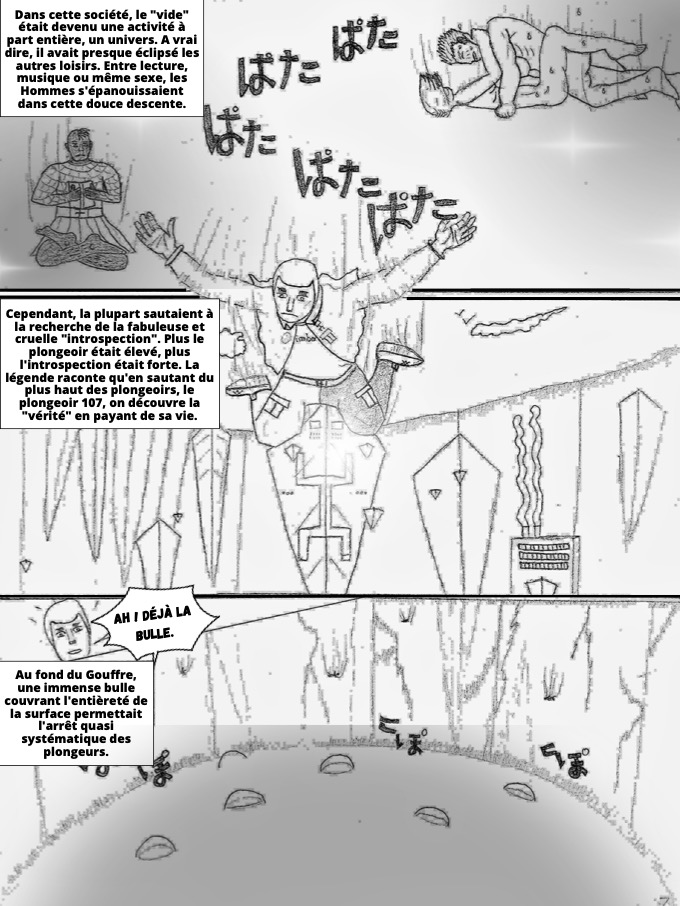 Dans cette société, le "vide"
était devenu une activité à
part entière, un univers. A vrai
dire, il avait presque éclipsé les
autres loisirs. Entre lecture,
musique ou même sexe, les
Hommes s'épanouissaient
dans cette douce descente.
ぱた
ぱた
ぱた
ぱた
ぱた
Cependant, la plupart sautaient à
la recherche de la fabuleuse et
cruelle "introspection". Plus le
plongeoir était élevé, plus
l'introspection était forte. La
légende raconte qu'en sautant du
plus haut des plongeoirs, le
plongeoir 107, on découvre la
"vérité" en payant de sa vie.
AH ! DÉJÀ LA
BULLE.
Au fond du Gouffre,
une immense bulle
couvrant l'entièreté de
la surface permettait
l'arrêt quasi
systématique des
plongeurs.
7